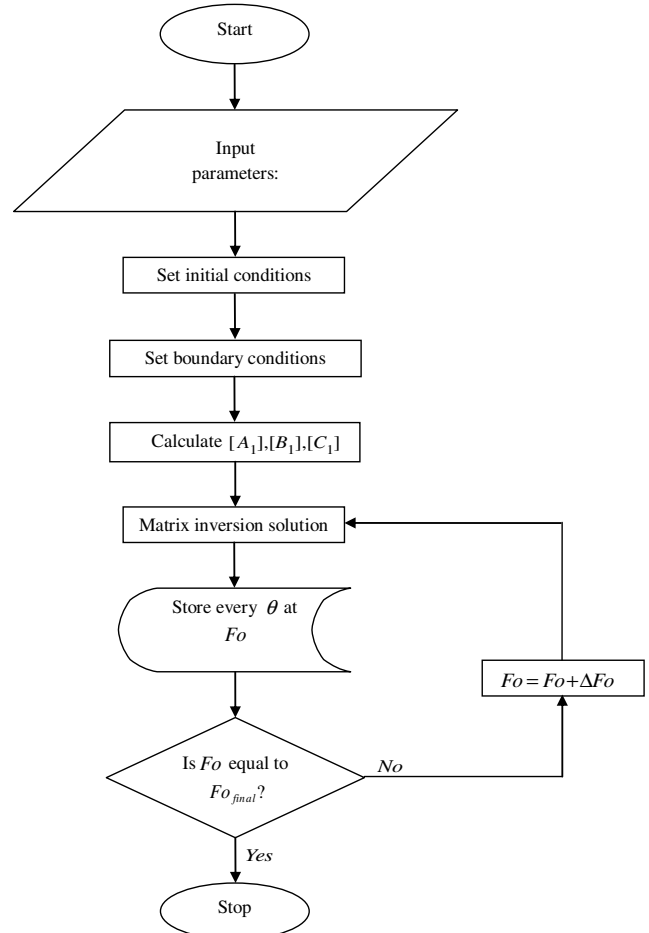 Start
Input
parameters:
Set initial conditions
Set boundary conditions
Calculate [A₁],[B₁],[C₁]
Matrix inversion solution
Store every θ at
Fo
Fo = Fo+ΔFo
Is Fo equal to
Fo_final?
No
Yes
Stop